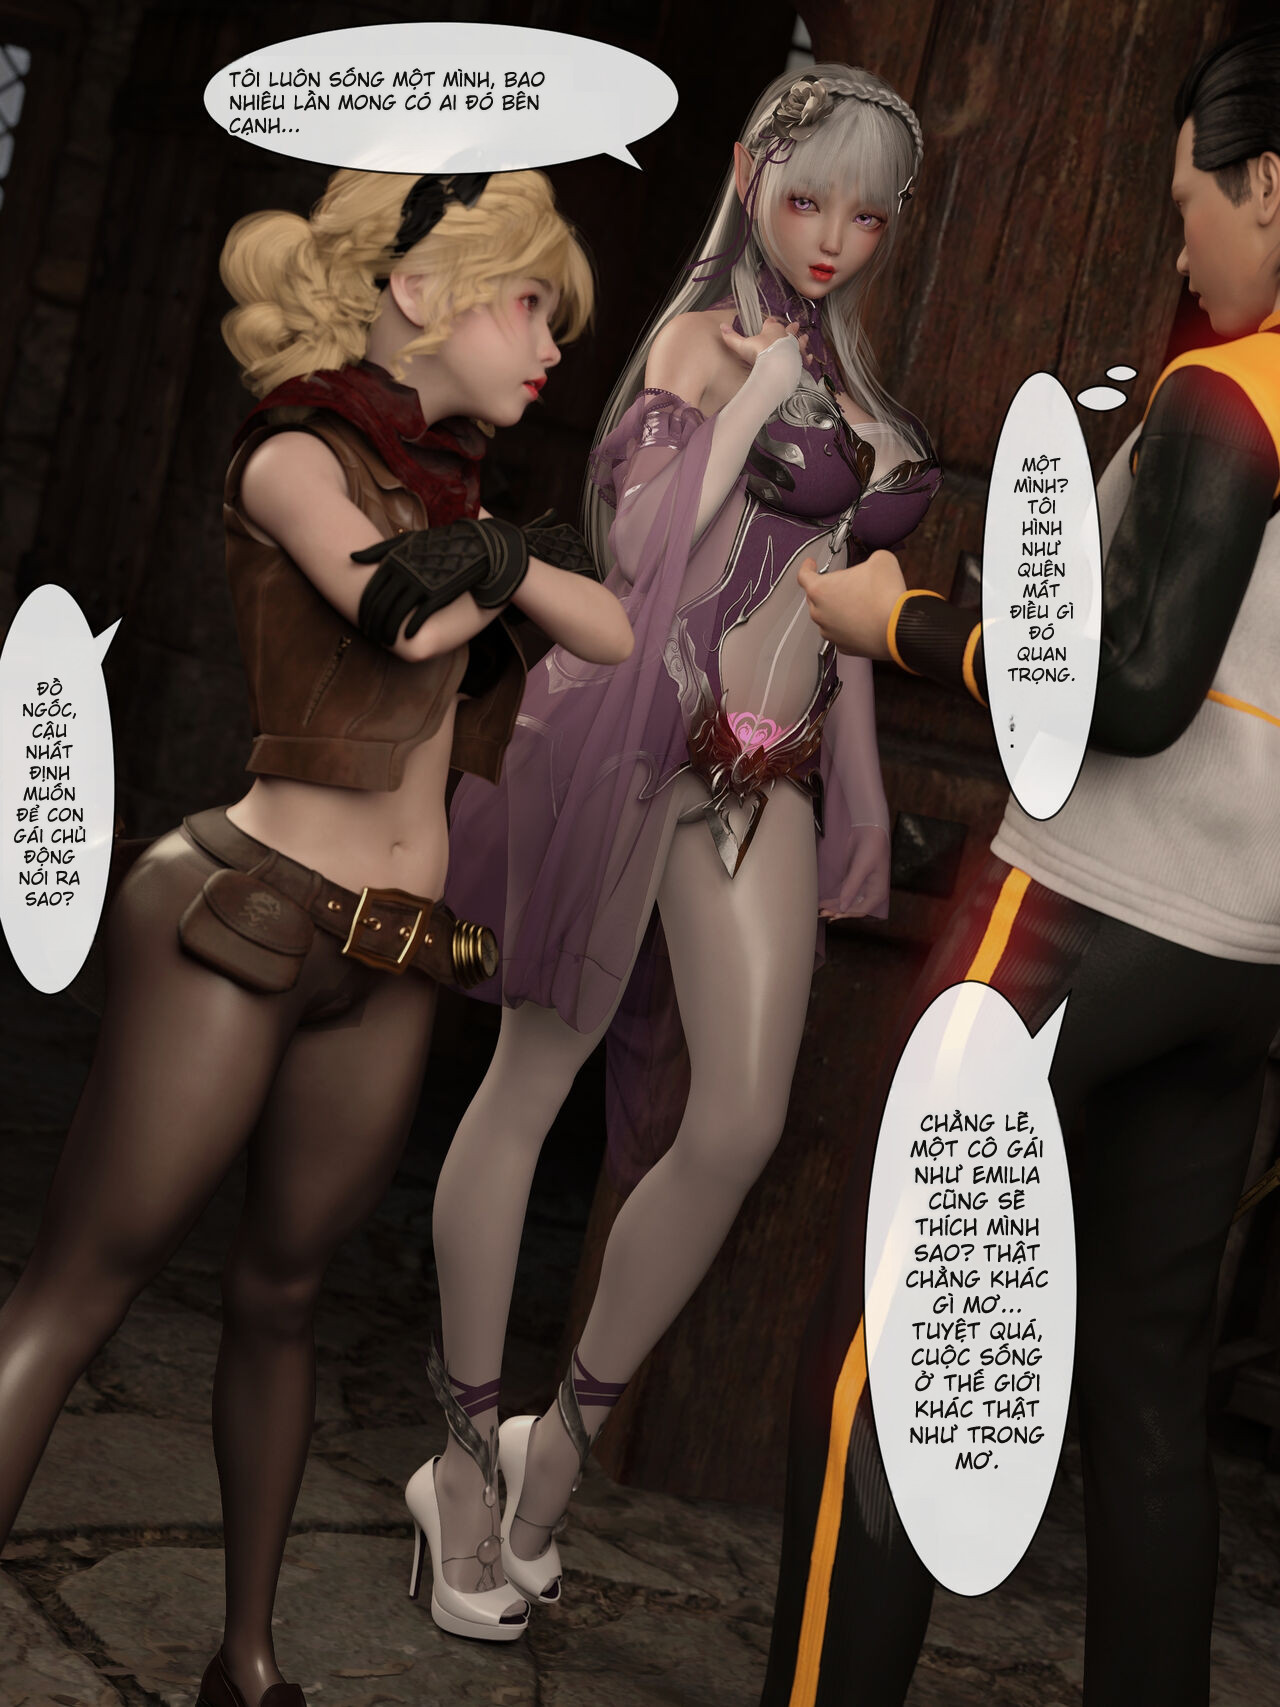 TÔI LUÔN SỐNG MỘT MÌNH, BAO
NHIÊU LẦN MONG CÓ AI ĐÓ BÊN
CẠNH...
MỘT
MÌNH?
TÔI
HÌNH
NHƯ
QUÊN
MẤT
ĐIỀU GÌ
ĐÓ
QUAN
TRỌNG.
ĐỒ
NGỐC,
CẬU
NHẤT
ĐỊNH
MUỐN
ĐỂ CON
GÁI CHỦ
ĐỘNG
NÓI RA
SAO?
CHẲNG LẼ,
MỘT CÔ GÁI
NHƯ EMILIA
CŨNG SẼ
THÍCH MÌNH
SAO? THẬT
CHẲNG KHÁC
GÌ MƠ...
TUYỆT QUÁ,
CUỘC SỐNG
Ở THẾ GIỚI
KHÁC THẬT
NHƯ TRONG
MƠ.